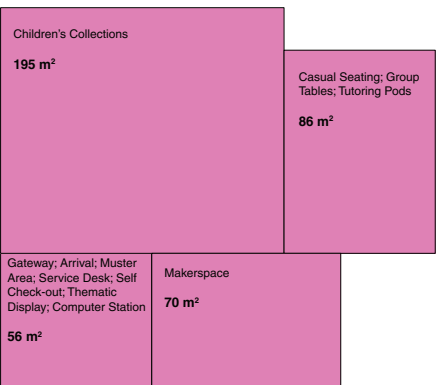 Children’s Collections
195 m²
Casual Seating; Group
Tables; Tutoring Pods
86 m²
Gateway; Arrival; Muster
Area; Service Desk; Self
Check-out; Thematic
Display; Computer Station
56 m²
Makerspace
70 m²